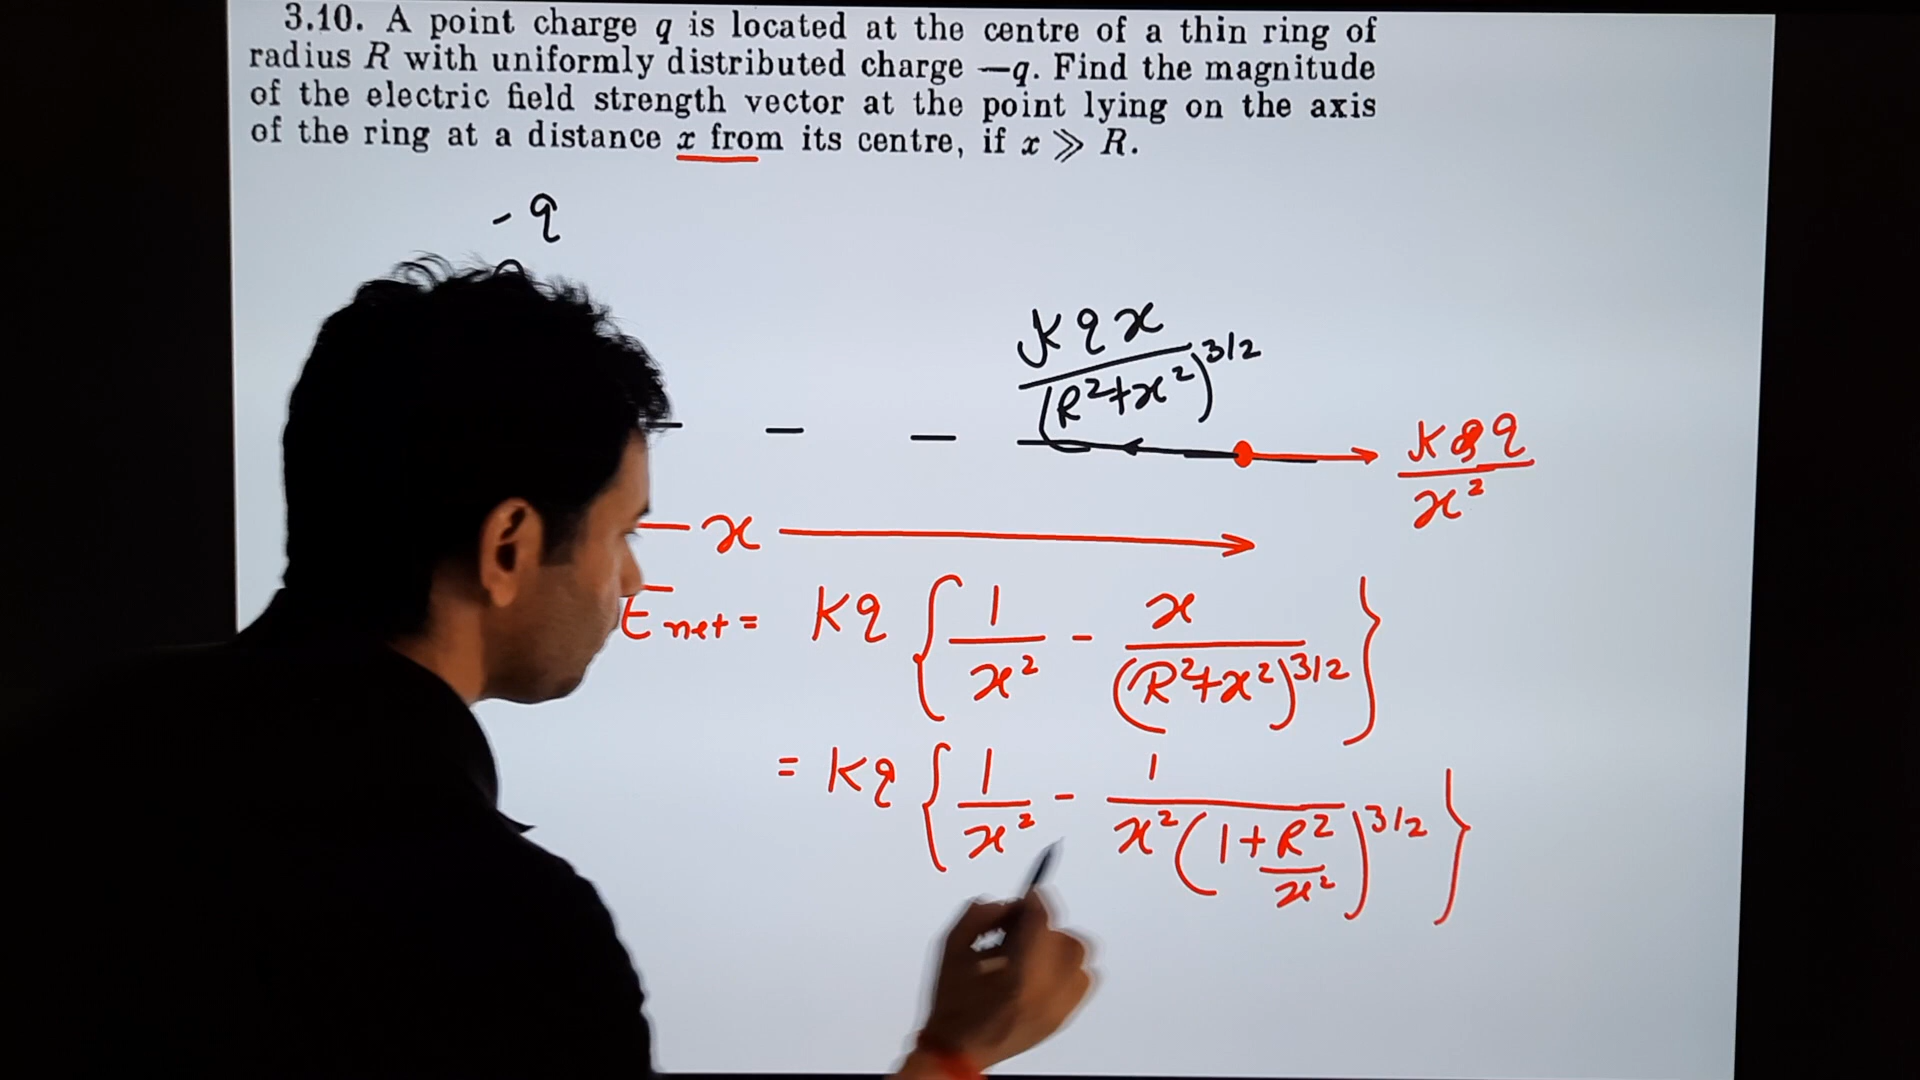 3.10. A point charge q is located at the centre of a thin ring of
radius R with uniformly distributed charge —q. Find the magnitude
of the electric field strength vector at the point lying on the axis
of the ring at a distance x from its centre, if x ≫ R.
- q
Kqx / (R²+x²)^3/2
Kq / x²
x
Enet = Kq { 1/x² - x/(R²+x²)^3/2 }
= Kq { 1/x² - 1/x²(1+R²/x²)^3/2 }